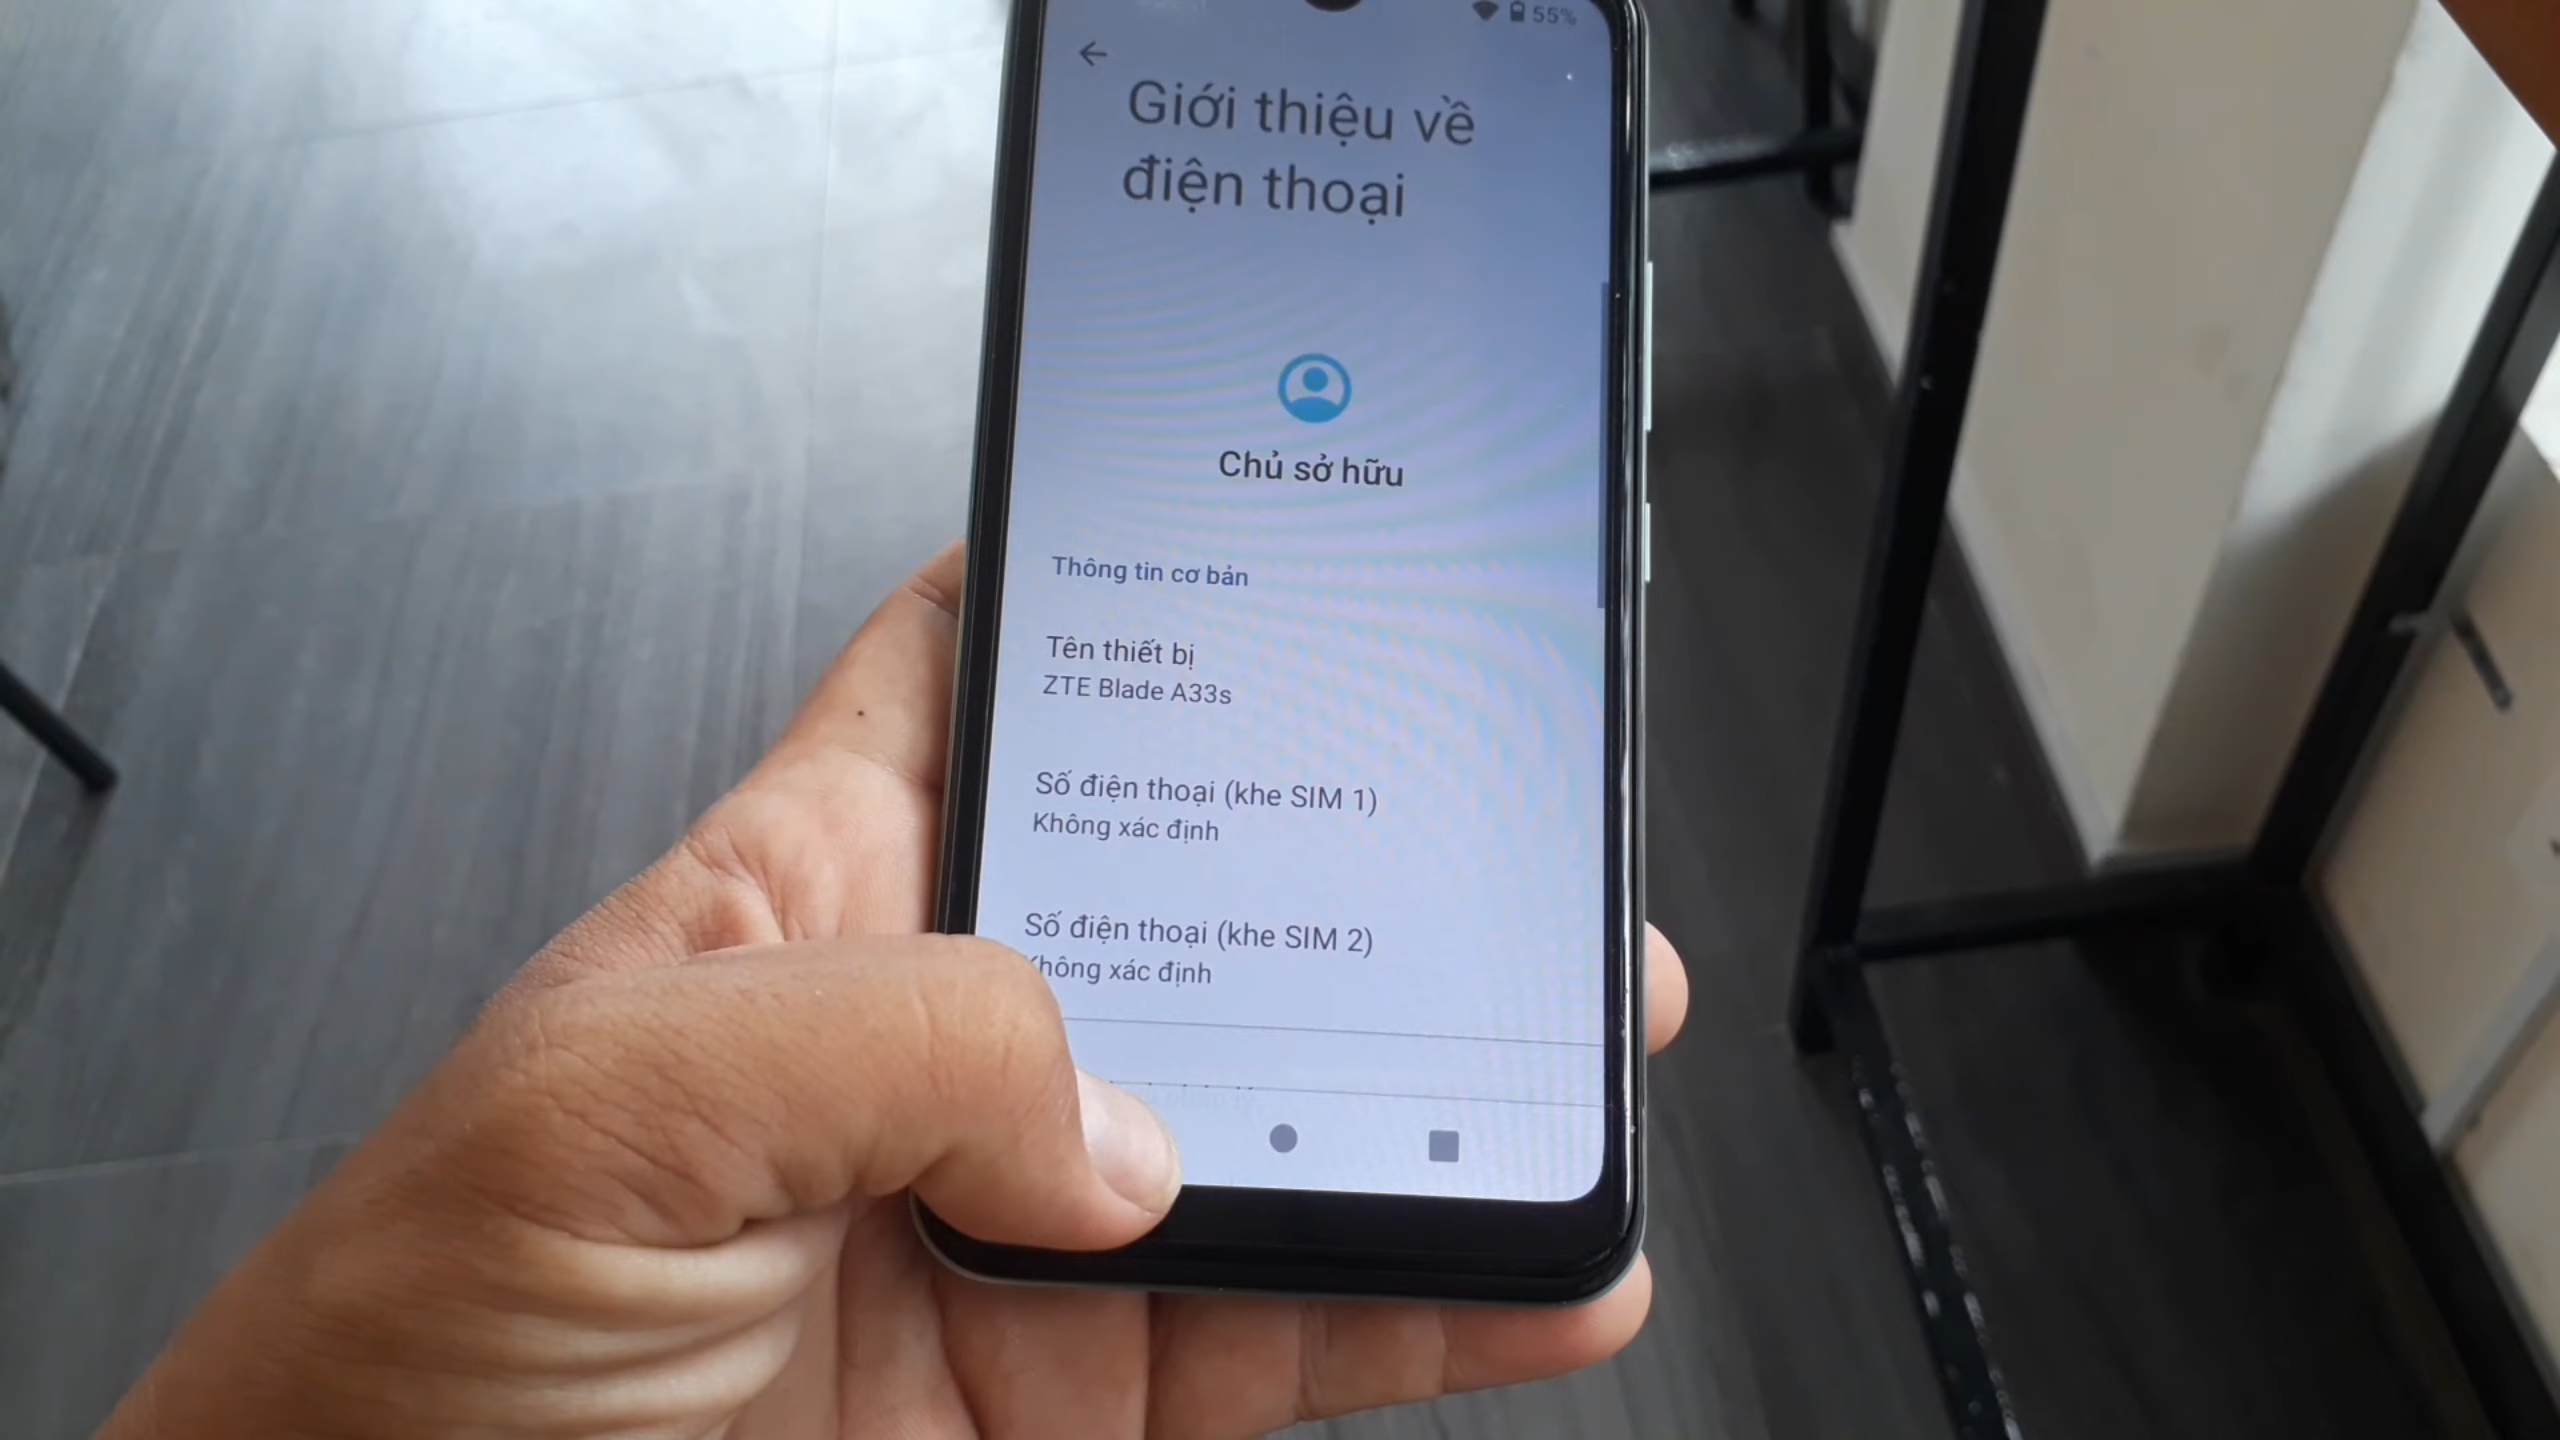 55%
Giới thiệu về
điện thoại
Chủ sở hữu
Thông tin cơ bản
Tên thiết bị
ZTE Blade A33s
Số điện thoại (khe SIM 1)
Không xác định
Số điện thoại (khe SIM 2)
Không xác định